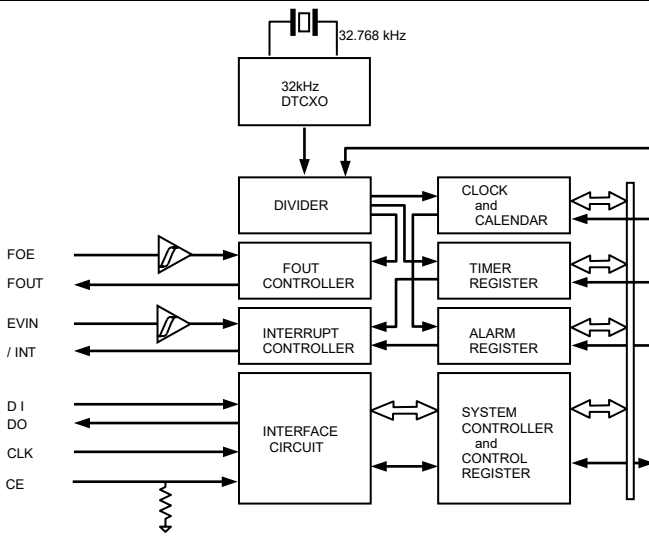 32.768 kHz
32kHz
DTCXO
DIVIDER
CLOCK
and
CALENDAR
FOE
FOUT
FOUT
CONTROLLER
TIMER
REGISTER
EVIN
/ INT
INTERRUPT
CONTROLLER
ALARM
REGISTER
D I
DO
CLK
CE
INTERFACE
CIRCUIT
SYSTEM
CONTROLLER
and
CONTROL
REGISTER